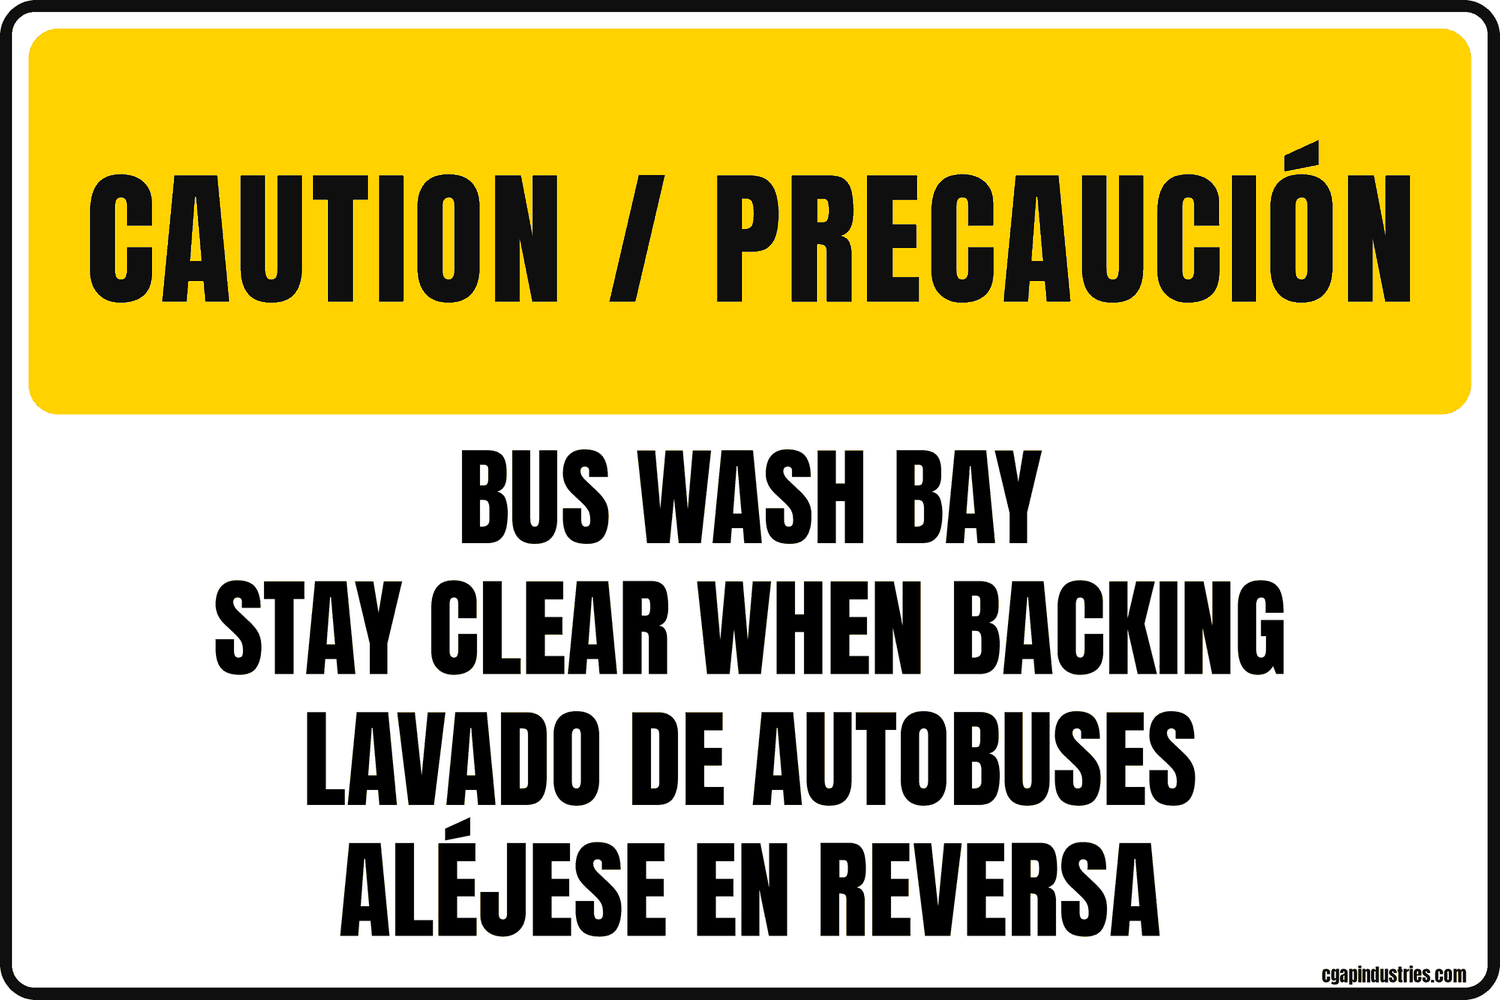 CAUTION / PRECAUCIÓN
BUS WASH BAY
STAY CLEAR WHEN BACKING
LAVADO DE AUTOBUSES
ALÉJESE EN REVERSA
cgapindustries.com